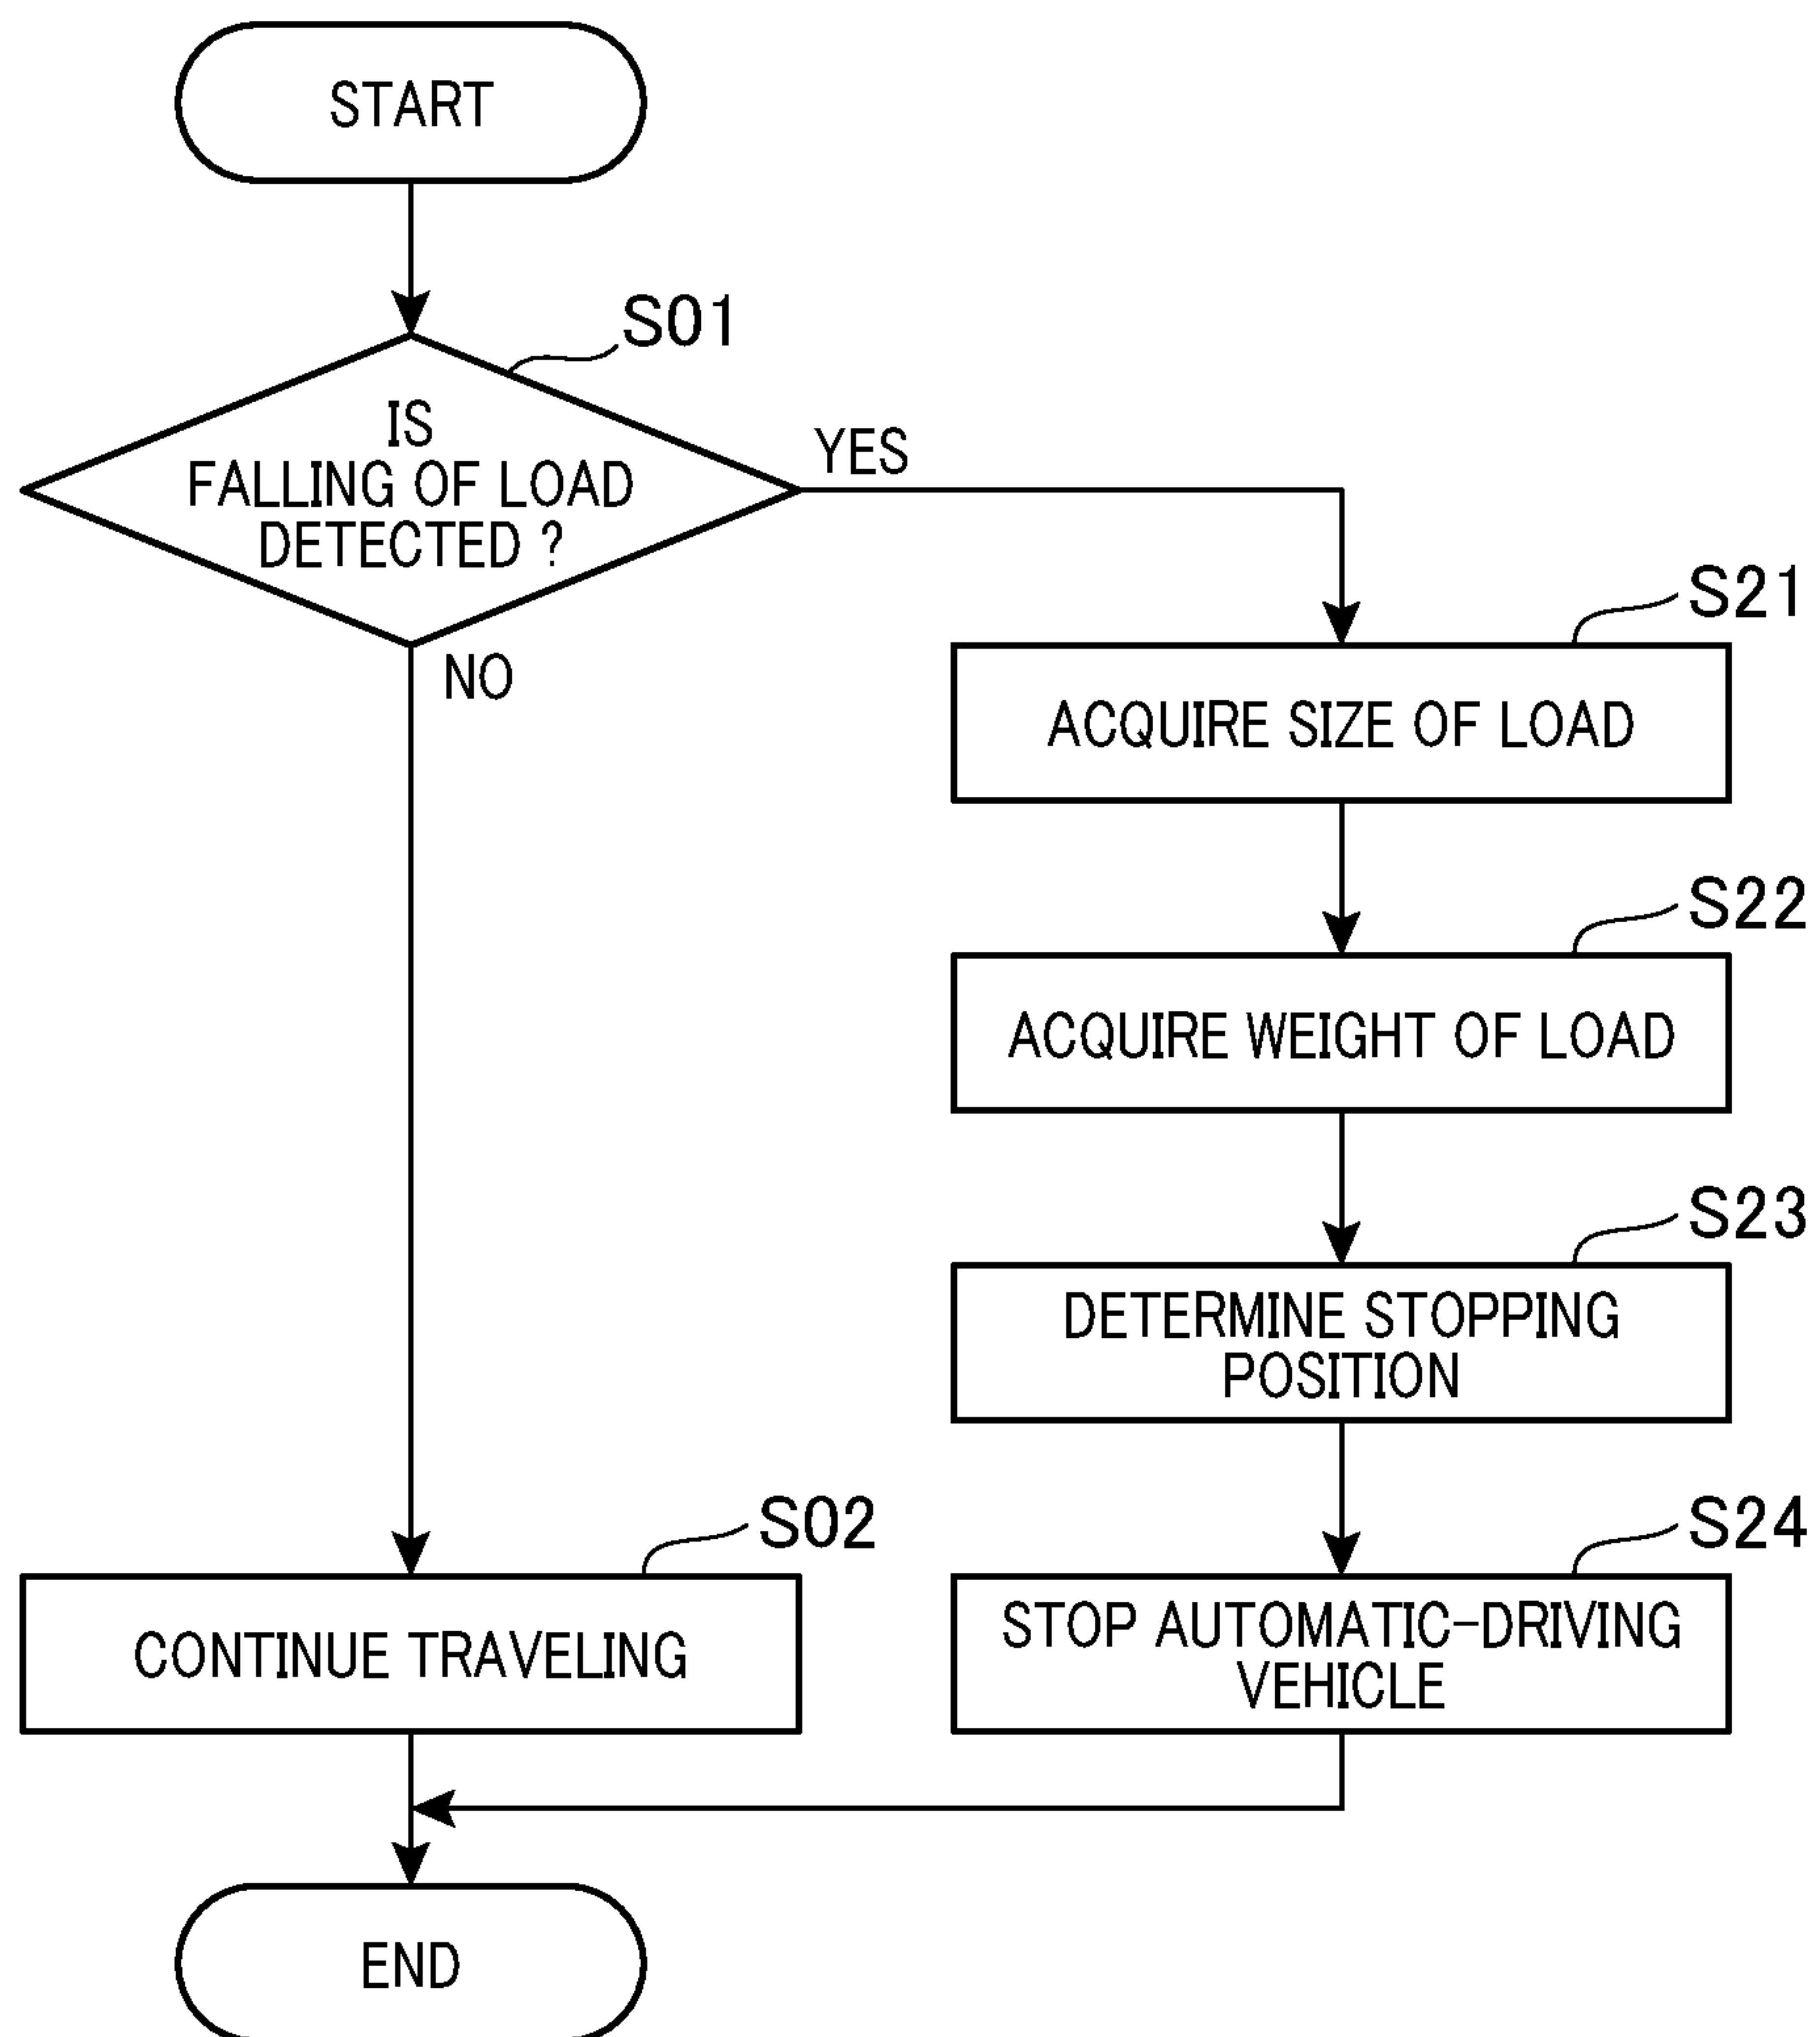 START
S01
IS
FALLING OF LOAD
DETECTED ?
YES
NO
S21
ACQUIRE SIZE OF LOAD
S22
ACQUIRE WEIGHT OF LOAD
S23
DETERMINE STOPPING
POSITION
S02
CONTINUE TRAVELING
S24
STOP AUTOMATIC-DRIVING
VEHICLE
END